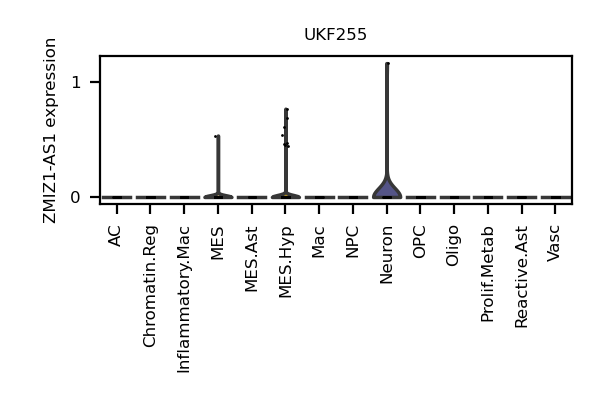 UKF255
ZMIZ1-AS1 expression
1
0
AC
Chromatin.Reg
Inflammatory.Mac
MES
MES.Ast
MES.Hyp
Mac
NPC
Neuron
OPC
Oligo
Prolif.Metab
Reactive.Ast
Vasc